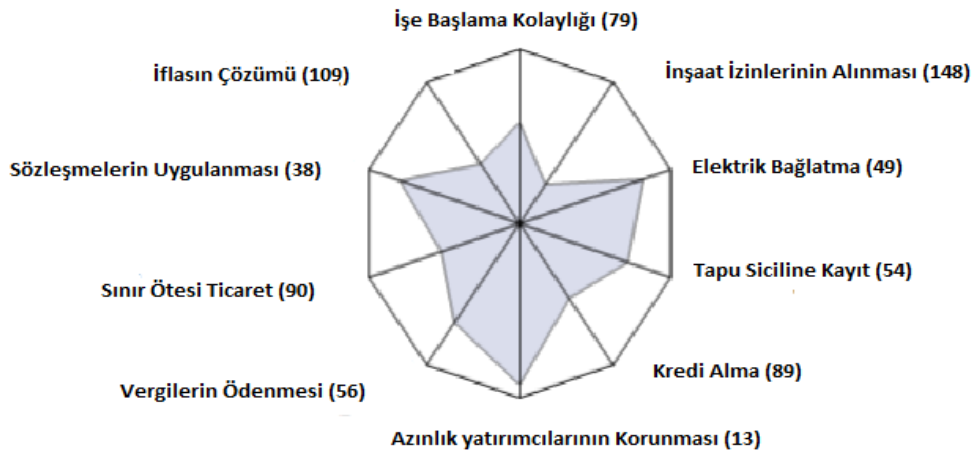 İşe Başlama Kolaylığı (79)
İflasın Çözümü (109)
İnşaat İzinlerinin Alınması (148)
Sözleşmelerin Uygulanması (38)
Elektrik Bağlatma (49)
Sınır Ötesi Ticaret (90)
Tapu Siciline Kayıt (54)
Vergilerin Ödenmesi (56)
Kredi Alma (89)
Azınlık yatırımcılarının Korunması (13)